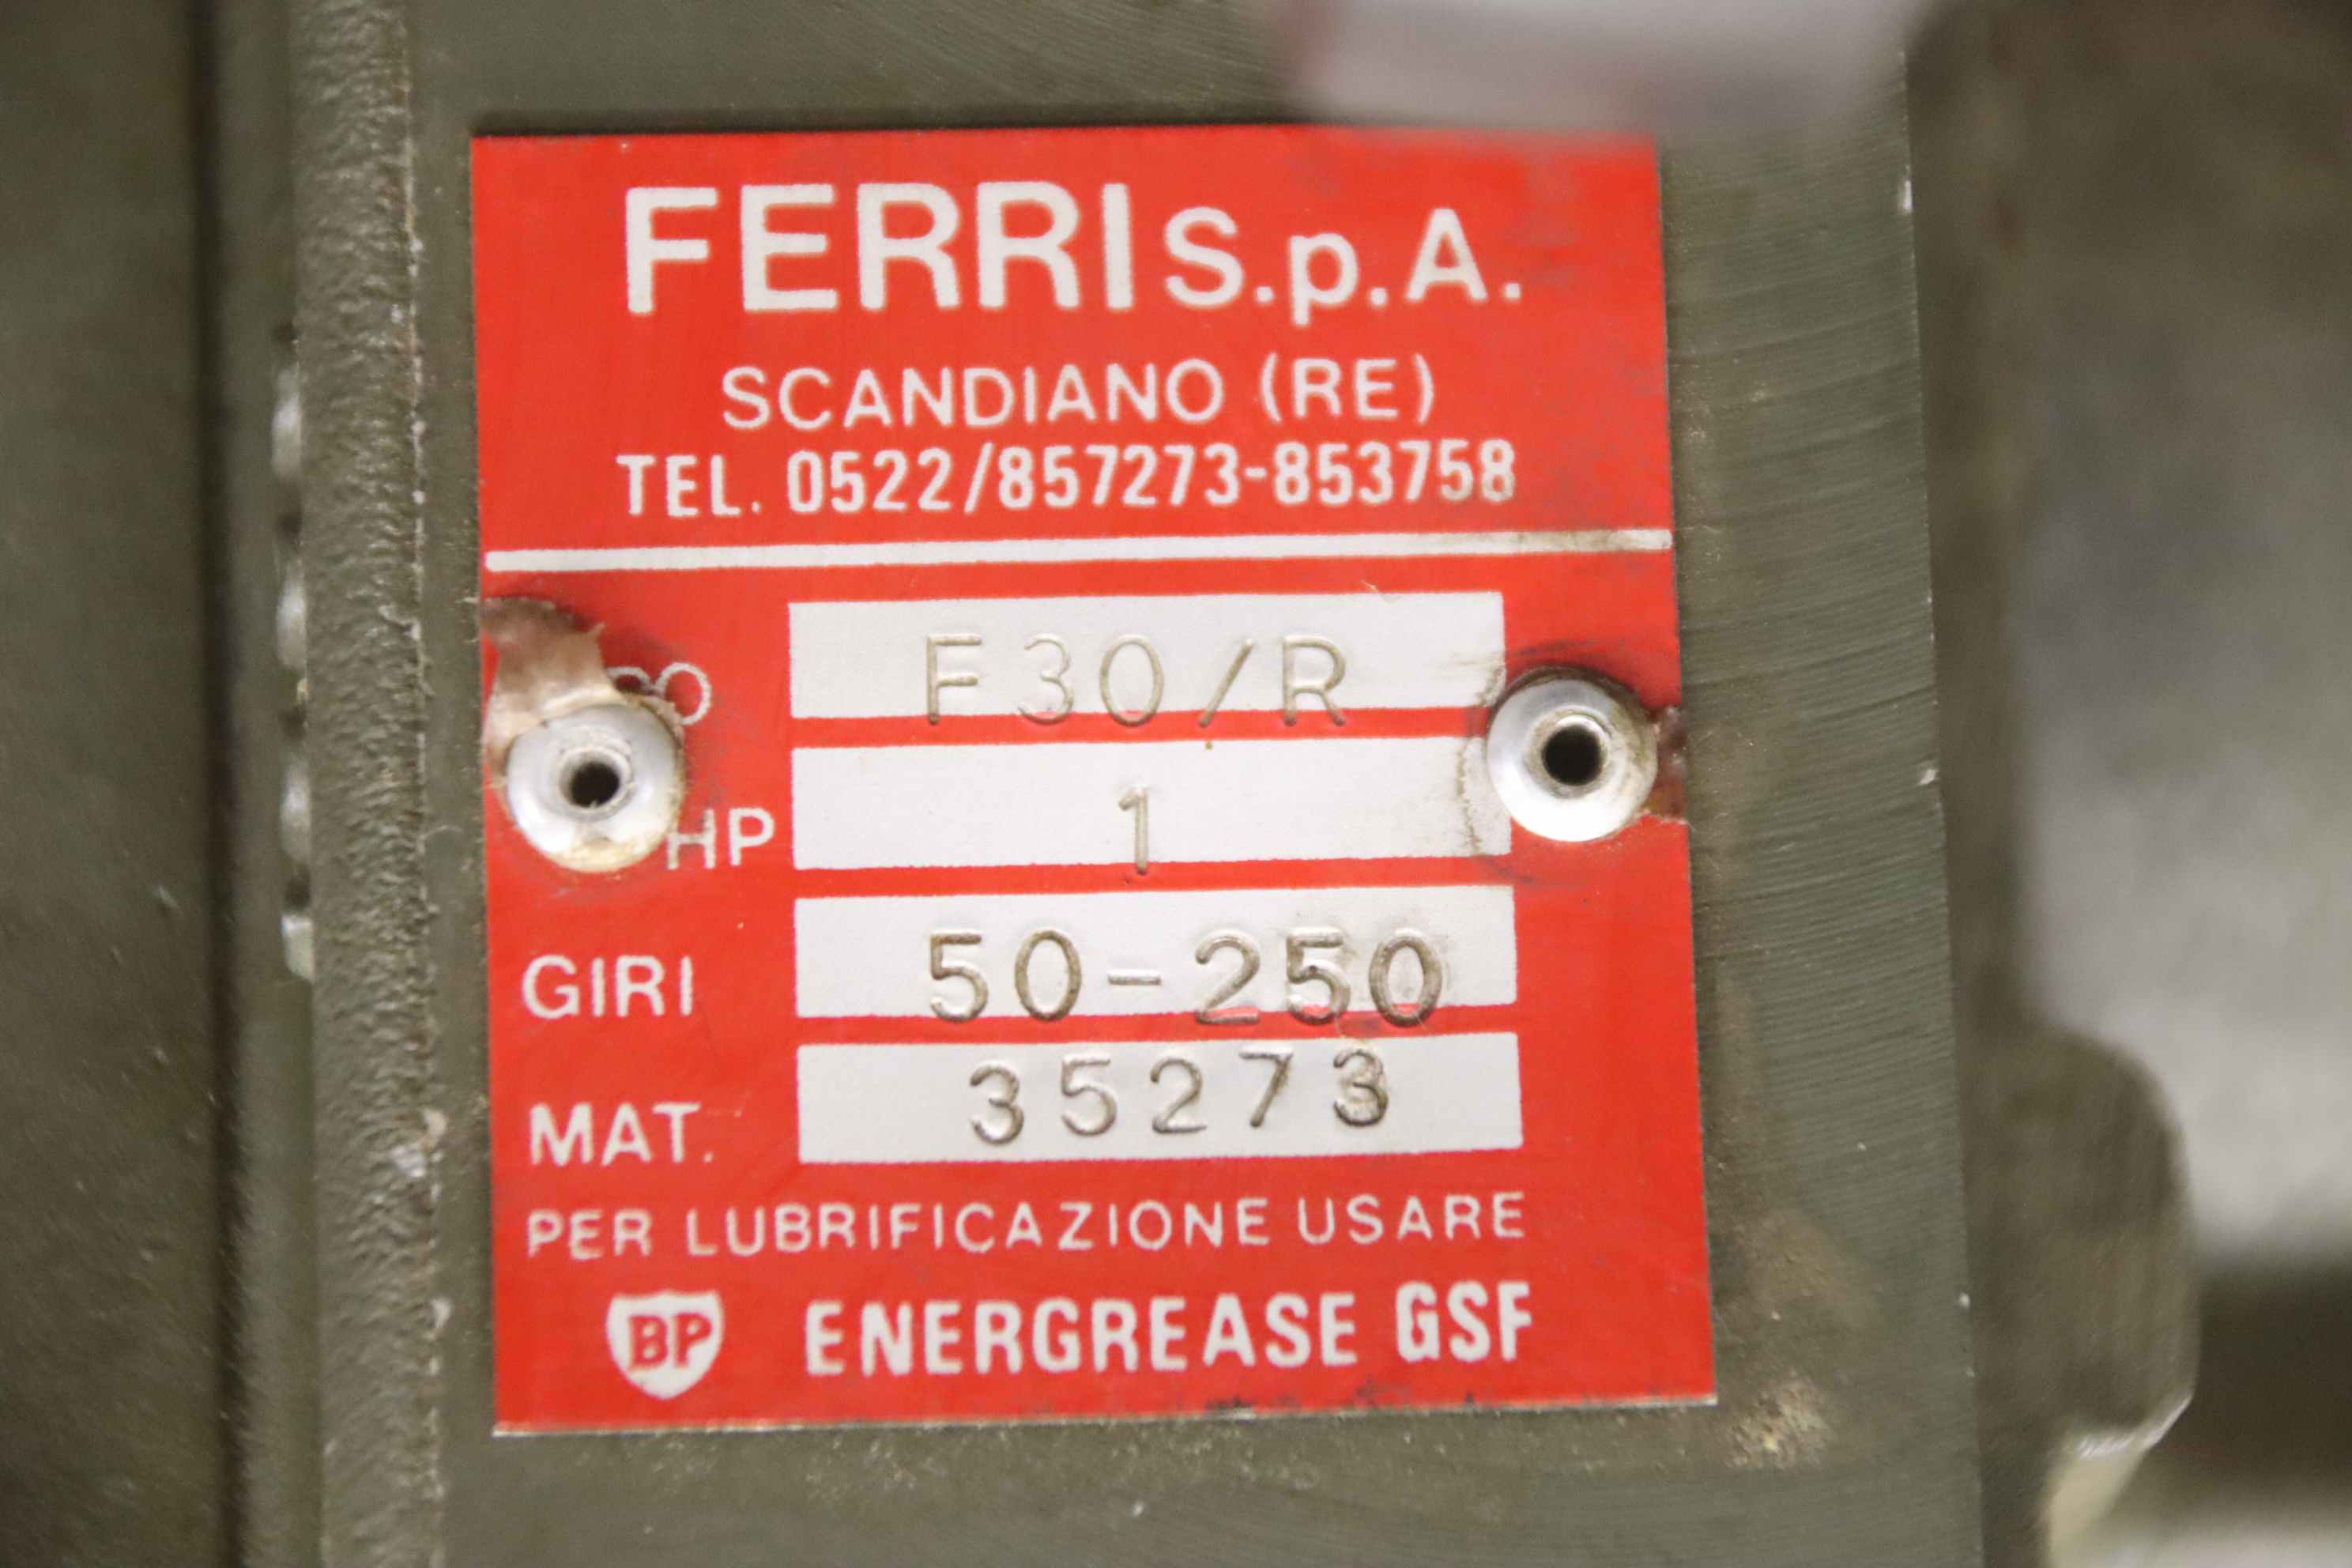 FERRI S.p.A.
SCANDIANO (RE)
TEL. 0522/857273-853758
F30/R
HP 1
GIRI 50-250
MAT. 35273
PER LUBRIFICAZIONE USARE
BP ENERGREASE GSF